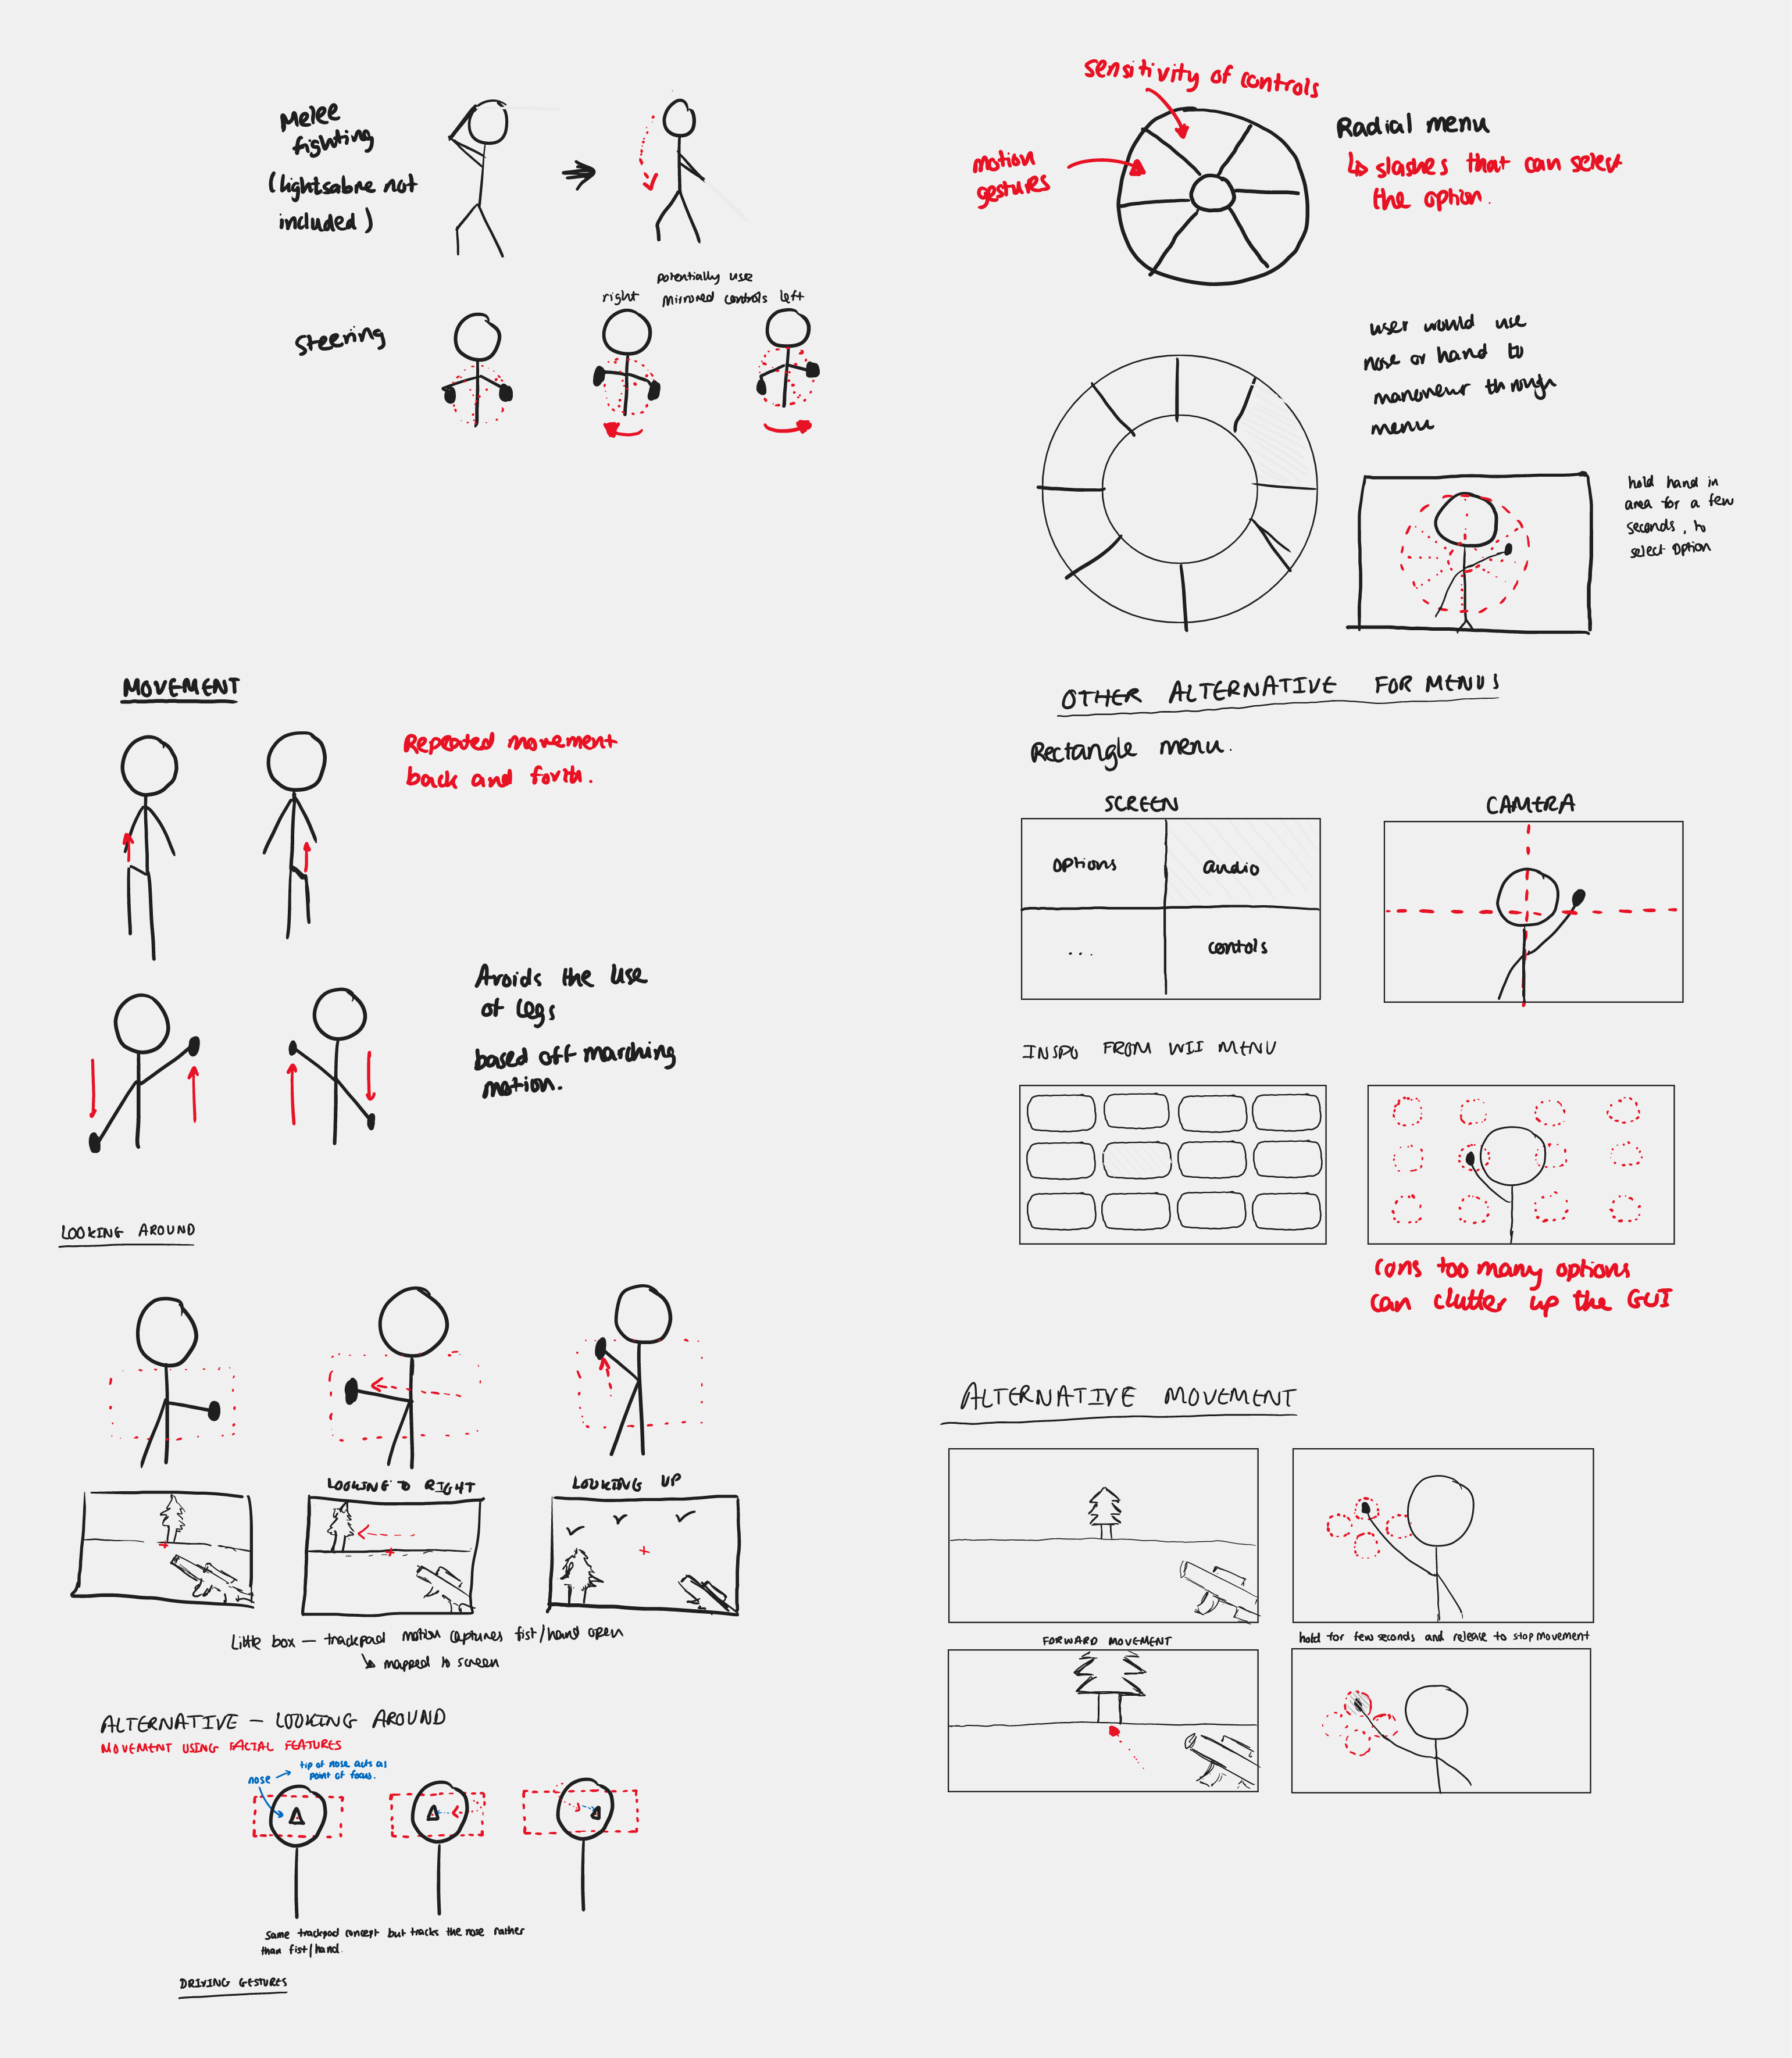 Melee
fighting
(lightsabre not
included)
Steering
right
potentially use
mirrored controls
left
sensitivity of controls
motion
gestures
Radial menu
↳ slashes that can select
the option.
user would use
nose or hand to
maneuver through
menu
hold hand in
area for a few
seconds, to
select option
MOVEMENT
Repeated movement
back and forth.
Avoids the use
of legs
based off marching
motion.
LOOKING AROUND
LOOKING TO RIGHT
LOOKING UP
Little box — trackpad motion captures fist/hand open
↳ mapped to screen
ALTERNATIVE — LOOKING AROUND
MOVEMENT USING FACIAL FEATURES
nose → tip of nose acts as
point of focus.
same trackpad concept but tracks the nose rather
than fist/hand.
DRIVING GESTURES
OTHER ALTERNATIVE FOR MENUS
Rectangle menu.
SCREEN
CAMERA
options
audio
...
contols
INSPO FROM WII MENU
cons too many options
can clutter up the GUI
ALTERNATIVE MOVEMENT
FORWARD MOVEMENT
hold for few seconds and release to stop movement